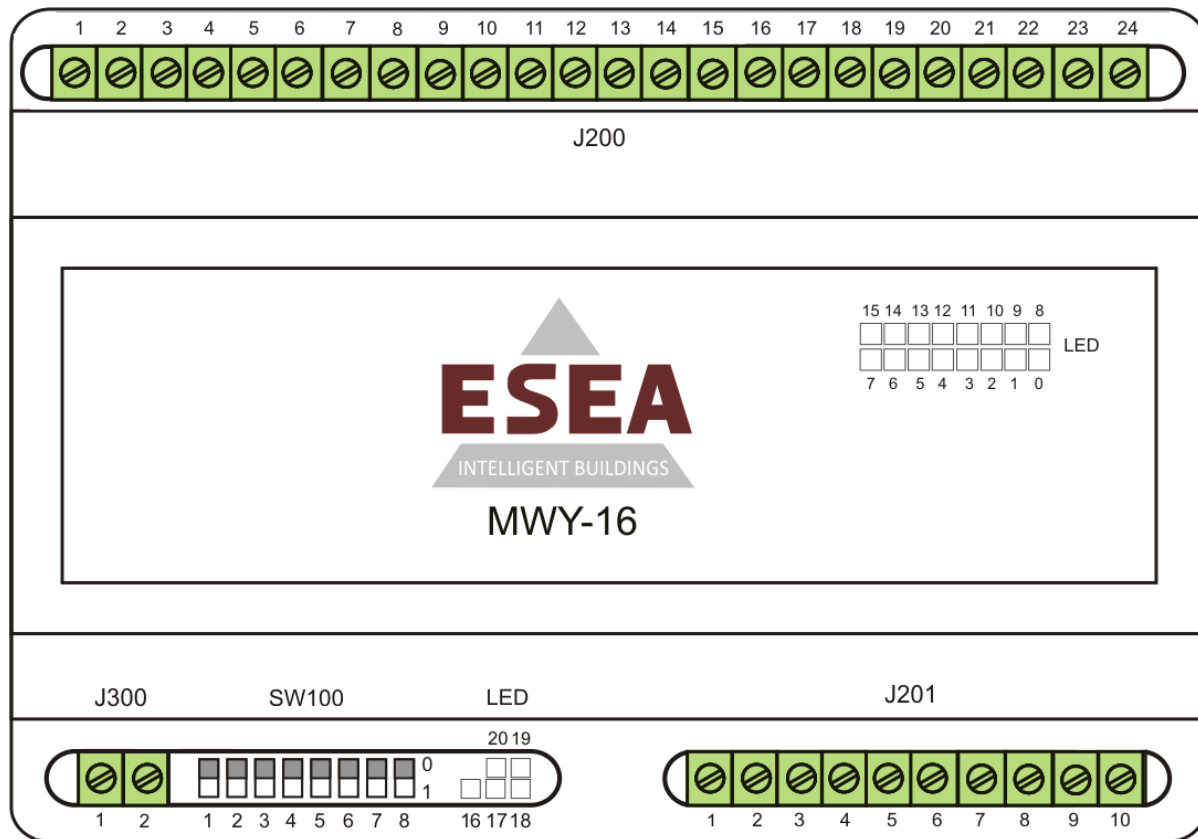 1 2 3 4 5 6 7 8 9 10 11 12 13 14 15 16 17 18 19 20 21 22 23 24
J200
15 14 13 12 11 10 9 8
LED
7 6 5 4 3 2 1 0
ESEA
INTELLIGENT BUILDINGS
MWY-16
J300 SW100 LED J201
20 19
0
1
1 2 1 2 3 4 5 6 7 8 16 17 18 1 2 3 4 5 6 7 8 9 10